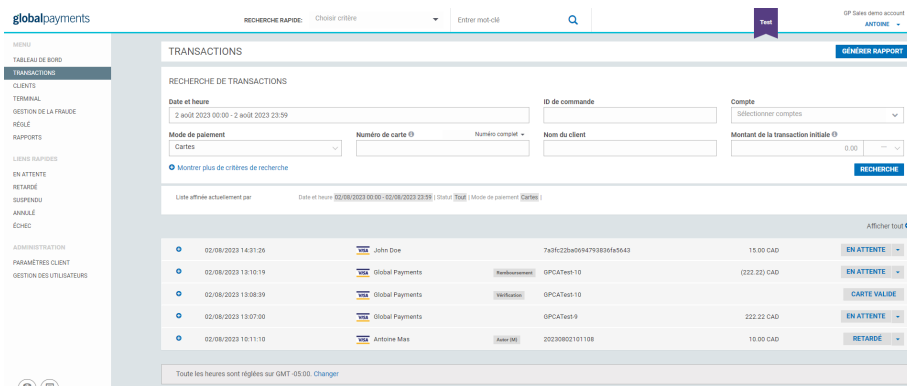 globalpayments
RECHERCHE RAPIDE: Choisir critère Entrer mot-clé
Test
GP Sales demo account
ANTOINE
MENU
TABLEAU DE BORD
TRANSACTIONS
CLIENTS
TERMINAL
GESTION DE LA FRAUDE
RÉGLÉ
RAPPORTS
LIENS RAPIDES
EN ATTENTE
RETARDÉ
SUSPENDU
ANNULÉ
ÉCHEC
ADMINISTRATION
PARAMÈTRES CLIENT
GESTION DES UTILISATEURS
TRANSACTIONS
GÉNÉRER RAPPORT
RECHERCHE DE TRANSACTIONS
Date et heure ID de commande Compte
2 août 2023 00:00 - 2 août 2023 23:59 Sélectionner comptes
Mode de paiement Numéro de carte Numéro complet Nom du client Montant de la transaction initiale
Cartes 0.00 --
Montrer plus de critères de recherche
RECHERCHE
Liste affinée actuellement par Date et heure 02/08/2023 00:00 - 02/08/2023 23:59 | Statut Tout | Mode de paiement Cartes |
Afficher tout
02/08/2023 14:31:26 VISA John Doe 7a3fc22ba0694793836fa5643 15.00 CAD EN ATTENTE
02/08/2023 13:10:19 VISA Global Payments Remboursement GPCATest-10 (222.22) CAD EN ATTENTE
02/08/2023 13:08:39 VISA Global Payments Vérification GPCATest-10 CARTE VALIDE
02/08/2023 13:07:00 VISA Global Payments GPCATest-9 222.22 CAD EN ATTENTE
02/08/2023 10:11:10 VISA Antoine Mas Autor (M) 20230802101108 10.00 CAD RETARDÉ
Toute les heures sont réglées sur GMT -05:00. Changer